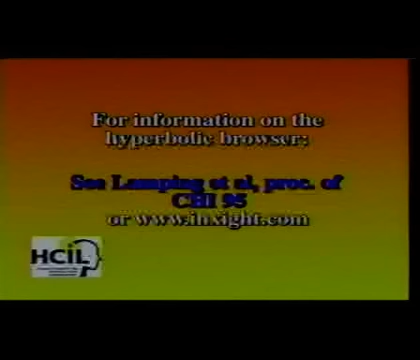 For information on the
hyperbolic browser:
See Lamping et al, proc. of
CHI 95
or www.inxight.com
HCIL